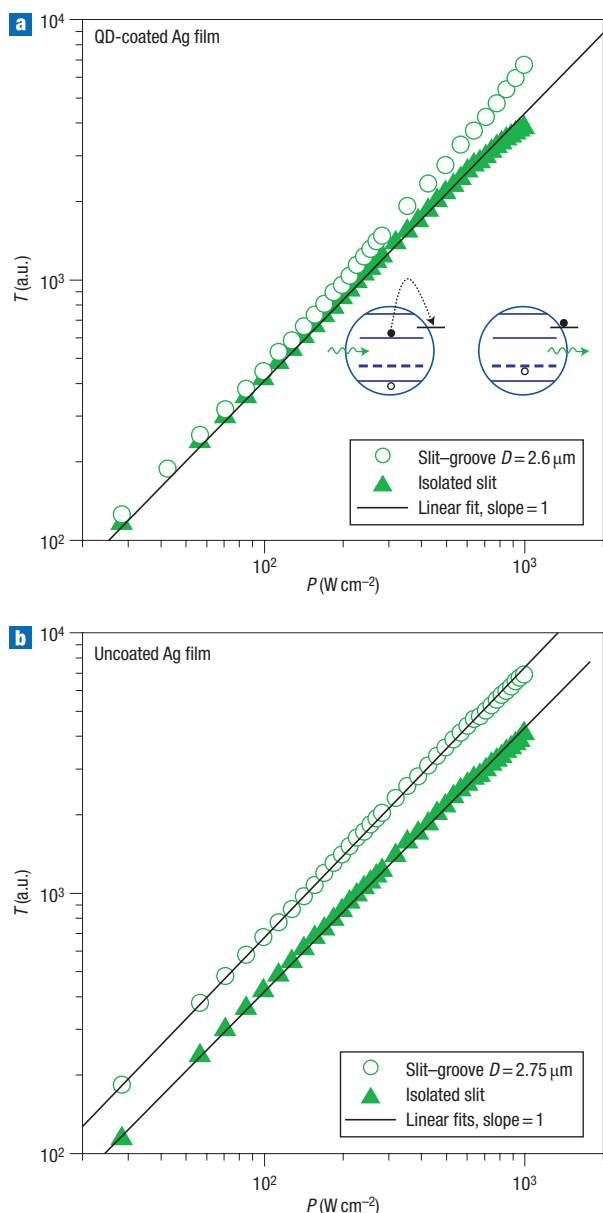 a
QD-coated Ag film
10⁴
10³
10²
T (a.u.)
10²
10³
P (W cm⁻²)
Slit–groove D = 2.6 μm
Isolated slit
Linear fit, slope = 1
b
Uncoated Ag film
10⁴
10³
10²
T (a.u.)
10²
10³
P (W cm⁻²)
Slit–groove D = 2.75 μm
Isolated slit
Linear fits, slope = 1